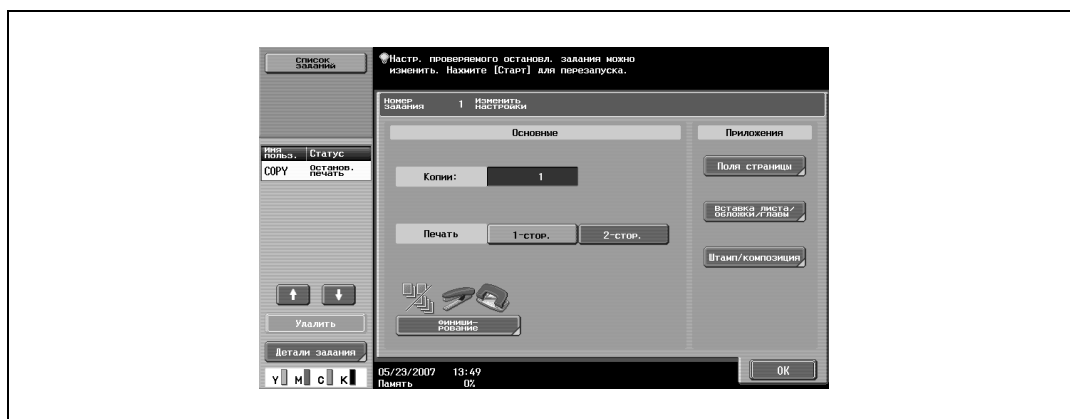 Список
заданий
Настр. проверяемого остановл. задания можно
изменить. Нажмите [Старт] для перезапуска.
Номер
задания 1 Изменить
настройки
Основные
Приложения
Имя
польз. Статус
COPY Останов.
печать
Копии: 1
Поля страницы
Вставка листа/
обложки/главы
Печать 1-стор. 2-стор.
Штамп/композиция
Финиши-
рование
Удалить
Детали задания
Y M C K
05/23/2007 13:49
Память 0%
OK